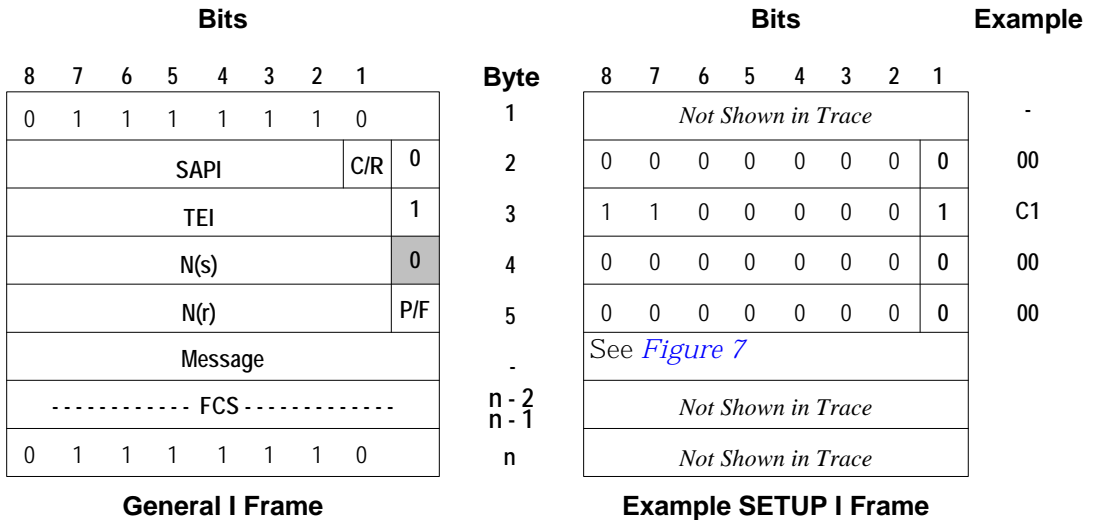 Bits Bits Example
8 7 6 5 4 3 2 1 Byte 8 7 6 5 4 3 2 1
0 1 1 1 1 1 1 0 1 Not Shown in Trace -
SAPI C/R 0 2 0 0 0 0 0 0 0 0 00
TEI 1 3 1 1 0 0 0 0 0 1 C1
N(s) 0 4 0 0 0 0 0 0 0 0 00
N(r) P/F 5 0 0 0 0 0 0 0 0 00
Message - See Figure 7
- - - - - - - - - - - - FCS - - - - - - - - - - - - - n - 2 Not Shown in Trace
n - 1
0 1 1 1 1 1 1 0 n Not Shown in Trace
General I Frame Example SETUP I Frame